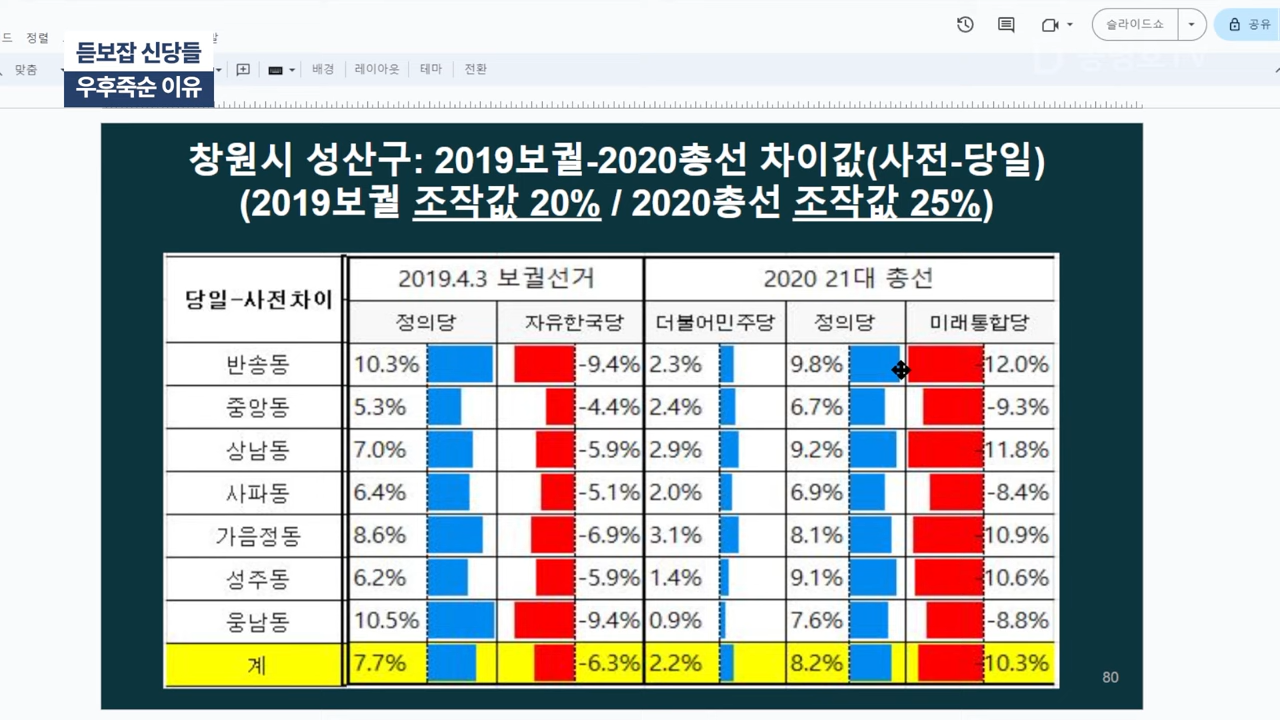 듣보잡 신당들
우후죽순 이유
정렬
슬라이드쇼
공유
맞춤
배경
레이아웃
테마
전환
창원시 성산구: 2019보궐-2020총선 차이값(사전-당일)
(2019보궐 조작값 20% / 2020총선 조작값 25%)
당일-사전차이 2019.4.3 보궐선거 2020 21대 총선
정의당 자유한국당 더불어민주당 정의당 미래통합당
반송동 10.3% -9.4% 2.3% 9.8% -12.0%
중앙동 5.3% -4.4% 2.4% 6.7% -9.3%
상남동 7.0% -5.9% 2.9% 9.2% -11.8%
사파동 6.4% -5.1% 2.0% 6.9% -8.4%
가음정동 8.6% -6.9% 3.1% 8.1% -10.9%
성주동 6.2% -5.9% 1.4% 9.1% -10.6%
웅남동 10.5% -9.4% 0.9% 7.6% -8.8%
계 7.7% -6.3% 2.2% 8.2% -10.3%
80